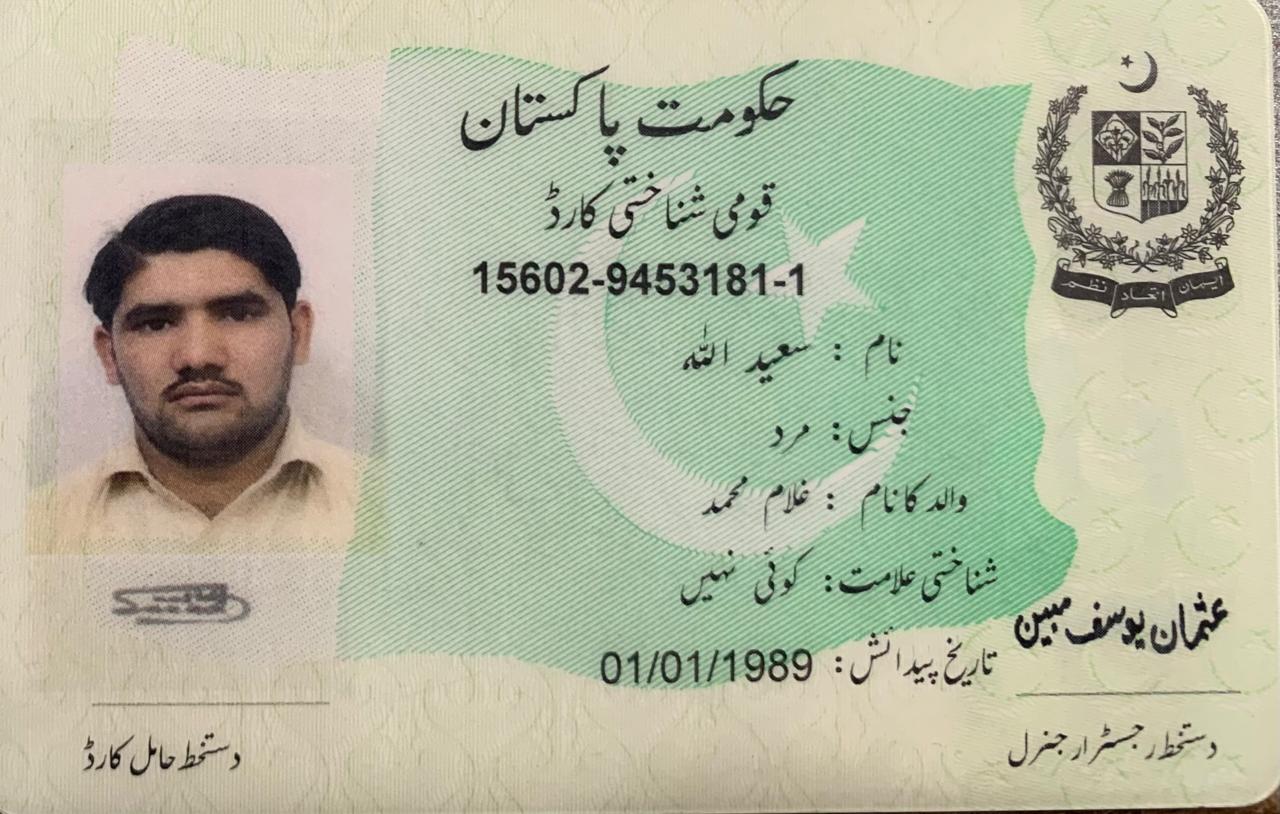 حکومت پاکستان
قومی شناختی کارڈ
15602-9453181-1
نام : سعید اللہ
جنس: مرد
والد کا نام : غلام محمد
شناختی علامت: کوئی نہیں
تاریخ پیدائش: 01/01/1989
ایمان اتحاد نظم
عثمان یوسف مبین
دستخط رجسٹرار جنرل
دستخط حامل کارڈ